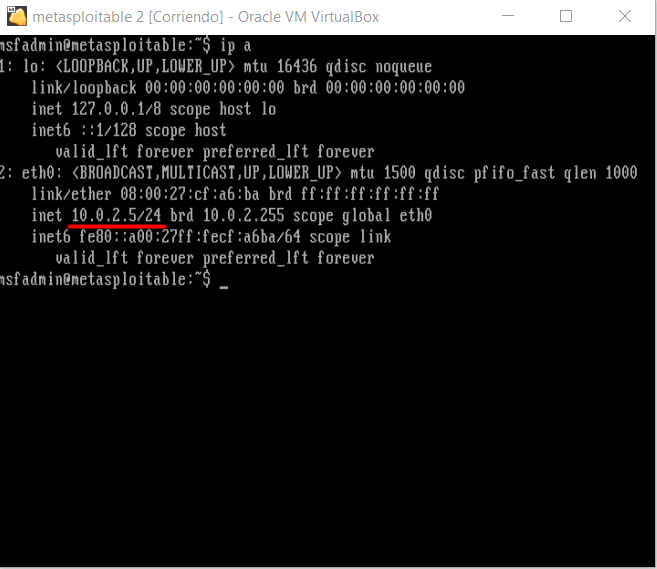 metasploitable 2 [Corriendo] - Oracle VM VirtualBox
msfadmin@metasploitable:~$ ip a
1: lo: <LOOPBACK,UP,LOWER_UP> mtu 16436 qdisc noqueue
link/loopback 00:00:00:00:00:00 brd 00:00:00:00:00:00
inet 127.0.0.1/8 scope host lo
inet6 ::1/128 scope host
valid_lft forever preferred_lft forever
2: eth0: <BROADCAST,MULTICAST,UP,LOWER_UP> mtu 1500 qdisc pfifo_fast qlen 1000
link/ether 08:00:27:cf:a6:ba brd ff:ff:ff:ff:ff:ff
inet 10.0.2.5/24 brd 10.0.2.255 scope global eth0
inet6 fe80::a00:27ff:fecf:a6ba/64 scope link
valid_lft forever preferred_lft forever
msfadmin@metasploitable:~$ _